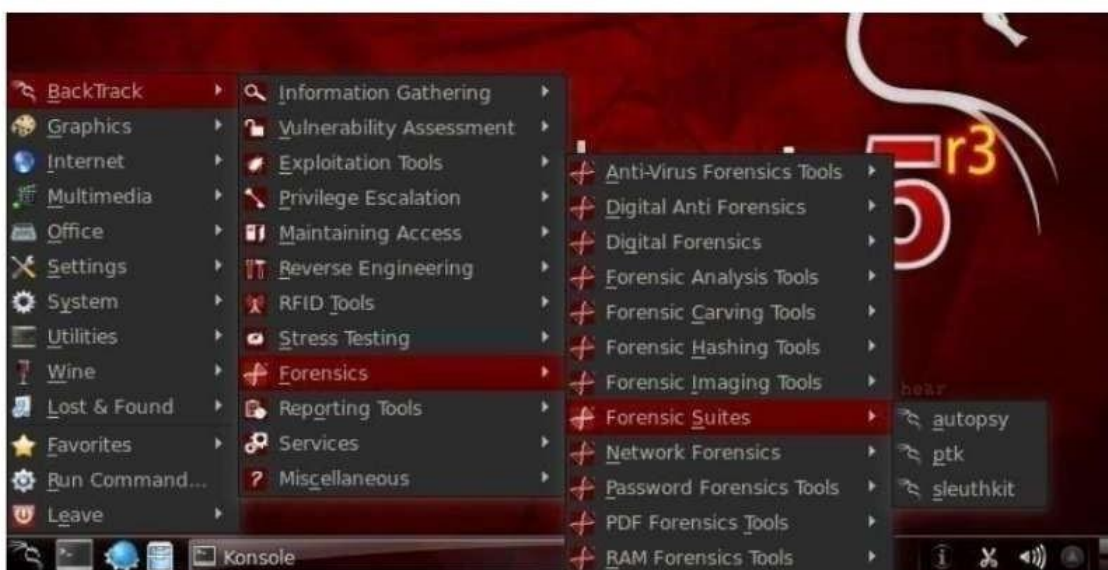 BackTrack
Graphics
Internet
Multimedia
Office
Settings
System
Utilities
Wine
Lost & Found
Favorites
Run Command...
Leave
Information Gathering
Vulnerability Assessment
Exploitation Tools
Privilege Escalation
Maintaining Access
Reverse Engineering
RFID Tools
Stress Testing
Forensics
Reporting Tools
Services
Miscellaneous
Anti-Virus Forensics Tools
Digital Anti Forensics
Digital Forensics
Forensic Analysis Tools
Forensic Carving Tools
Forensic Hashing Tools
Forensic Imaging Tools
Forensic Suites
Network Forensics
Password Forensics Tools
PDF Forensics Tools
RAM Forensics Tools
autopsy
ptk
sleuthkit
5 r3
hear
Konsole